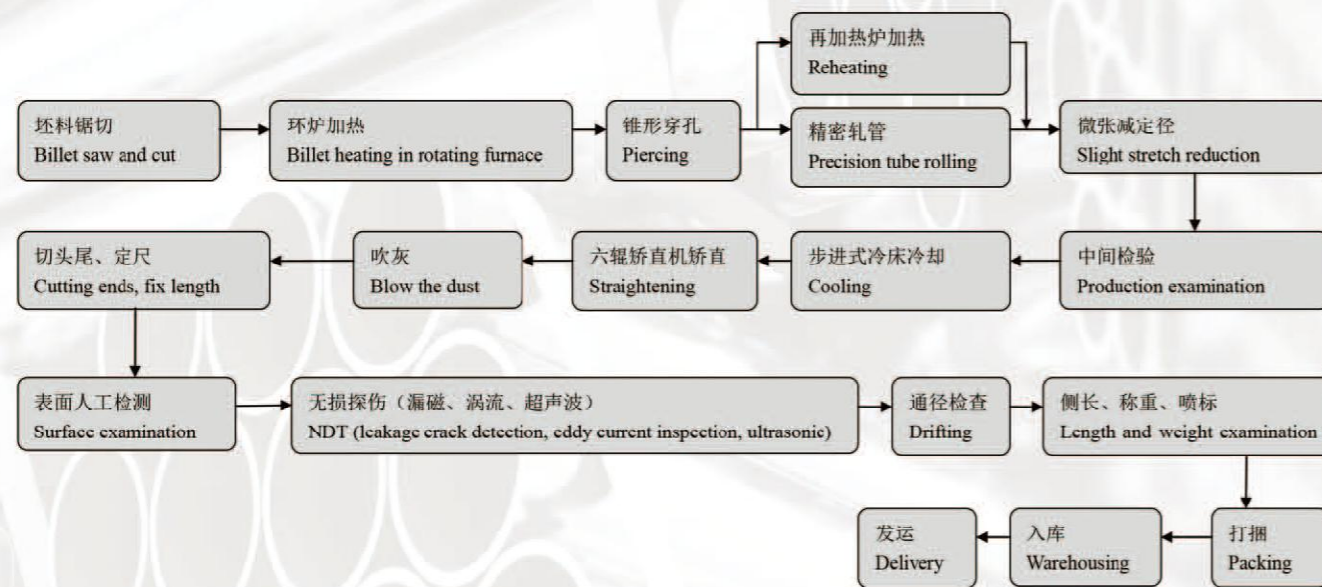 再加热炉加热
Reheating
坯料锯切
Billet saw and cut
环炉加热
Billet heating in rotating furnace
锥形穿孔
Piercing
精密轧管
Precision tube rolling
微张减定径
Slight stretch reduction
中间检验
Production examination
步进式冷床冷却
Cooling
六辊矫直机矫直
Straightening
吹灰
Blow the dust
切头尾、定尺
Cutting ends, fix length
表面人工检测
Surface examination
无损探伤（漏磁、涡流、超声波）
NDT (leakage crack detection, eddy current inspection, ultrasonic)
通径检查
Drifting
侧长、称重、喷标
Length and weight examination
打捆
Packing
入库
Warehousing
发运
Delivery